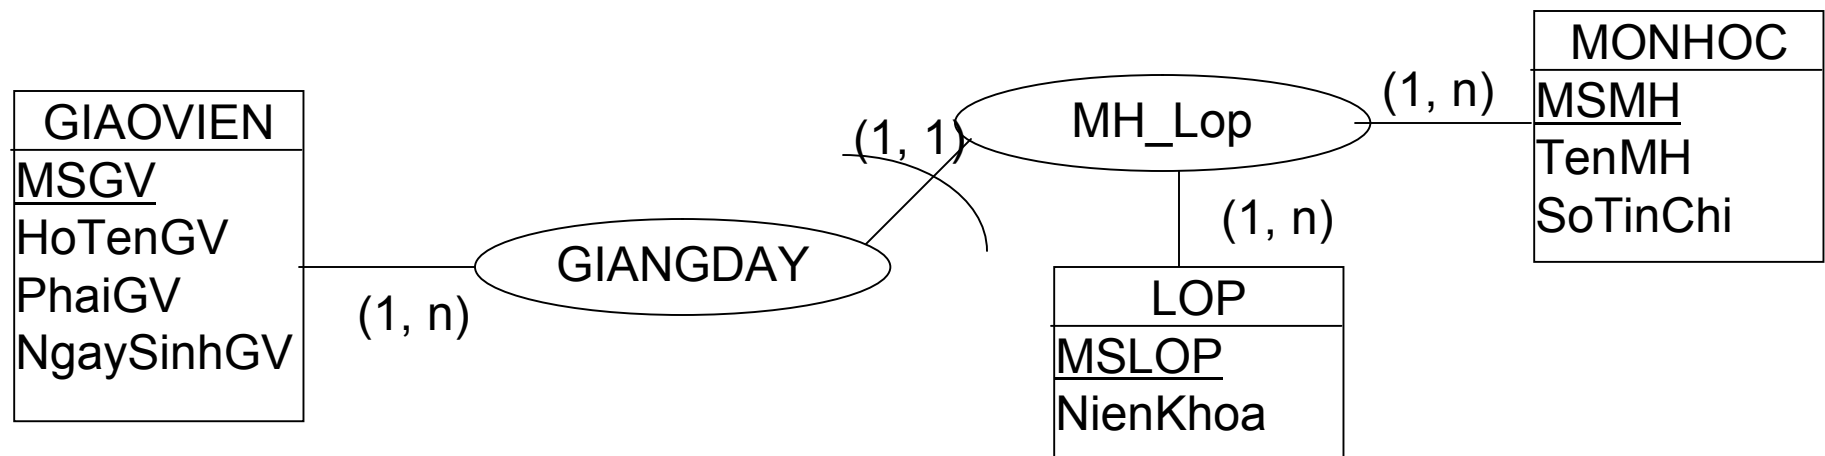 GIAOVIEN
MSGV
HoTenGV
PhaiGV
NgaySinhGV
(1, n)
GIANGDAY
(1, 1)
MH_Lop
(1, n)
MONHOC
MSMH
TenMH
SoTinChi
(1, n)
LOP
MSLOP
NienKhoa